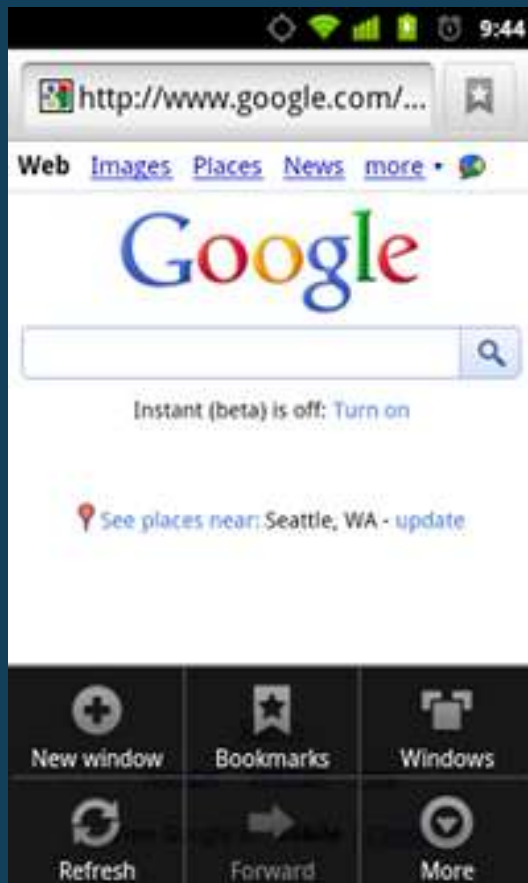 9:44
http://www.google.com/...
Web Images Places News more
Google
Instant (beta) is off: Turn on
See places near: Seattle, WA - update
New window Bookmarks Windows
Refresh Forward More